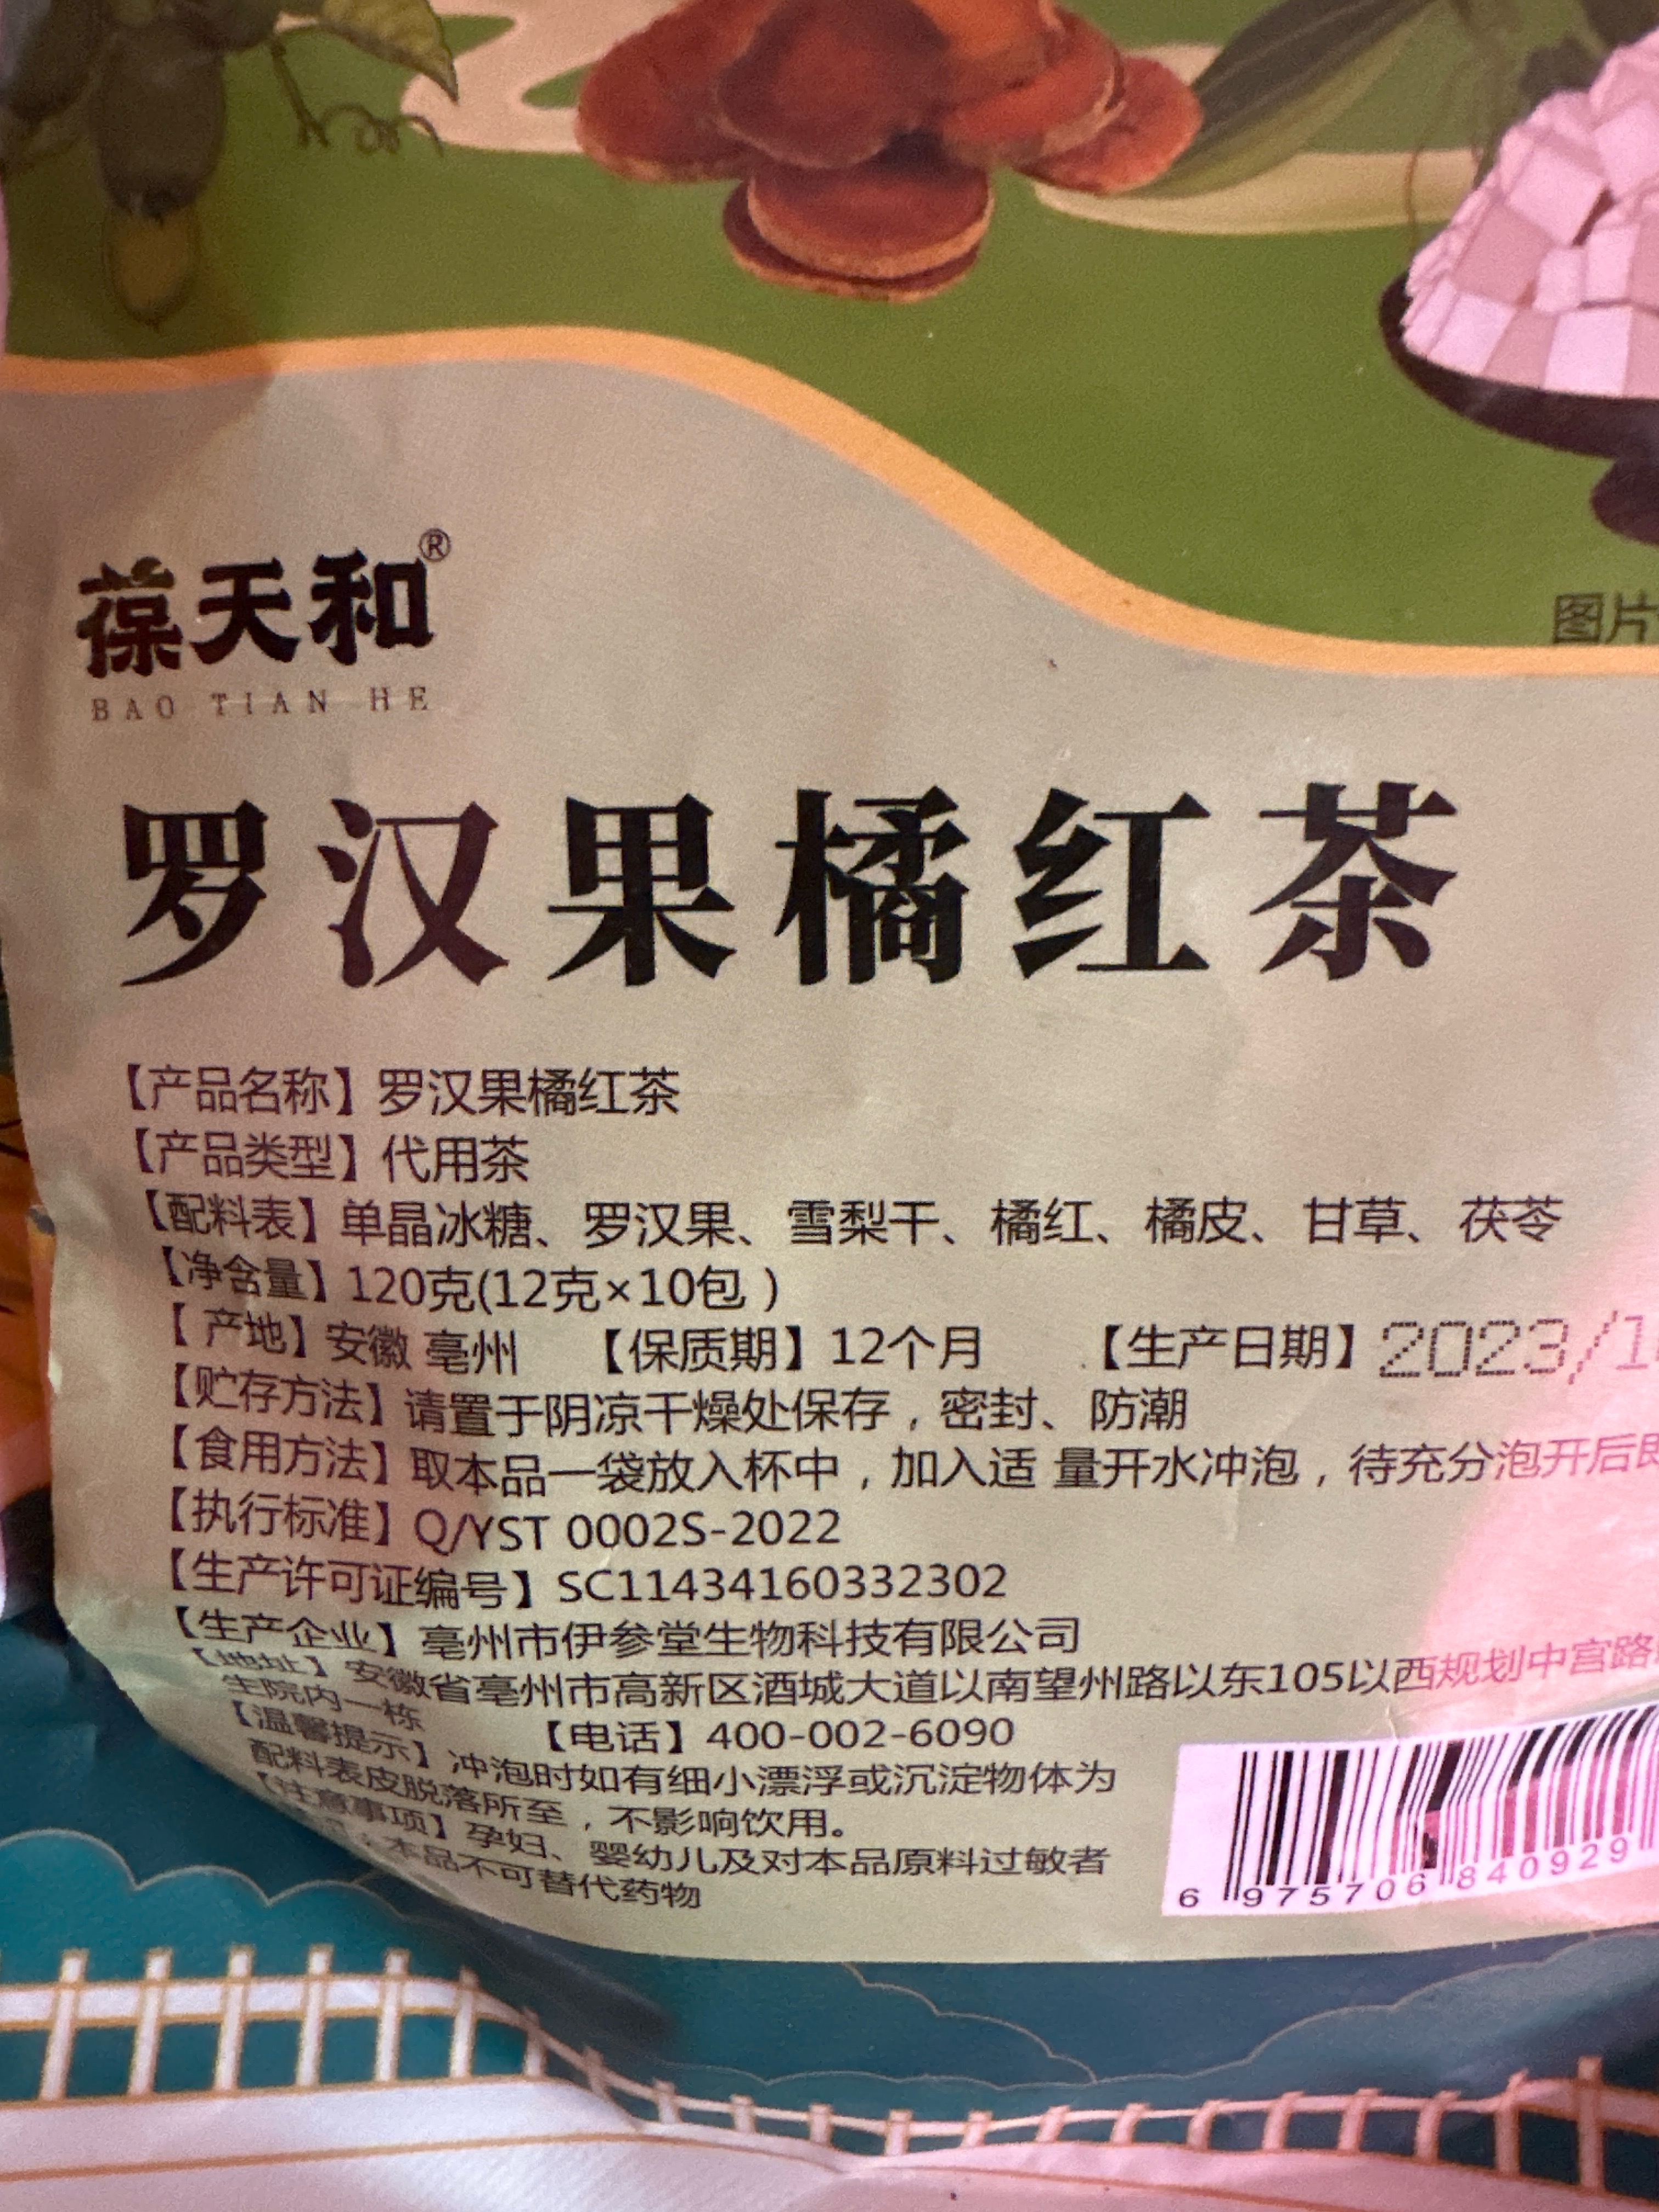 图片
葆天和®
BAO TIAN HE
罗汉果橘红茶
【产品名称】罗汉果橘红茶
【产品类型】代用茶
【配料表】单晶冰糖、罗汉果、雪梨干、橘红、橘皮、甘草、茯苓
【净含量】120克(12克×10包 )
【 产地】安徽 亳州 【保质期】12个月 【生产日期】2023/1
【贮存方法】请置于阴凉干燥处保存，密封、防潮
【食用方法】取本品一袋放入杯中，加入适 量开水冲泡，待充分泡开后即
【执行标准】Q/YST 0002S-2022
【生产许可证编号】SC11434160332302
【生产企业】亳州市伊参堂生物科技有限公司
【地址】安徽省亳州市高新区酒城大道以南望州路以东105以西规划中宫路
生院内一栋
【电话】400-002-6090
【温馨提示】冲泡时如有细小漂浮或沉淀物体为
配料表皮脱落所至，不影响饮用。
【注意事项】孕妇、婴幼儿及对本品原料过敏者
本品不可替代药物
6 975706 840929